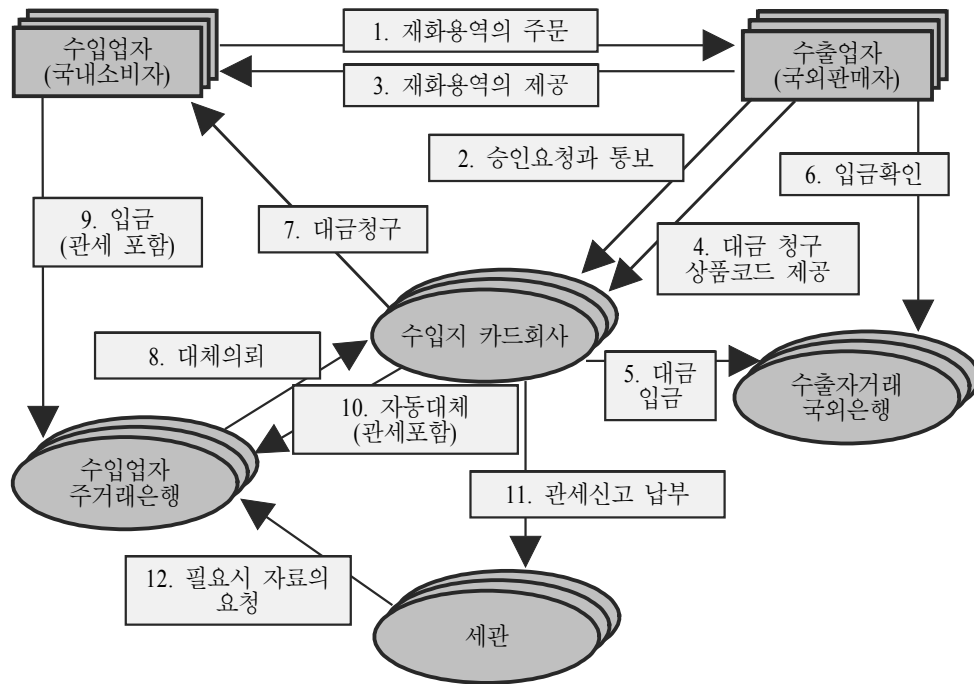 수입업자
(국내소비자)
1. 재화용역의 주문
3. 재화용역의 제공
수출업자
(국외판매자)
2. 승인요청과 통보
6. 입금확인
9. 입금
(관세 포함)
7. 대금청구
4. 대금 청구
상품코드 제공
수입지 카드회사
8. 대체의뢰
5. 대금
입금
수출자거래
국외은행
10. 자동대체
(관세포함)
수입업자
주거래은행
11. 관세신고 납부
12. 필요시 자료의
요청
세관